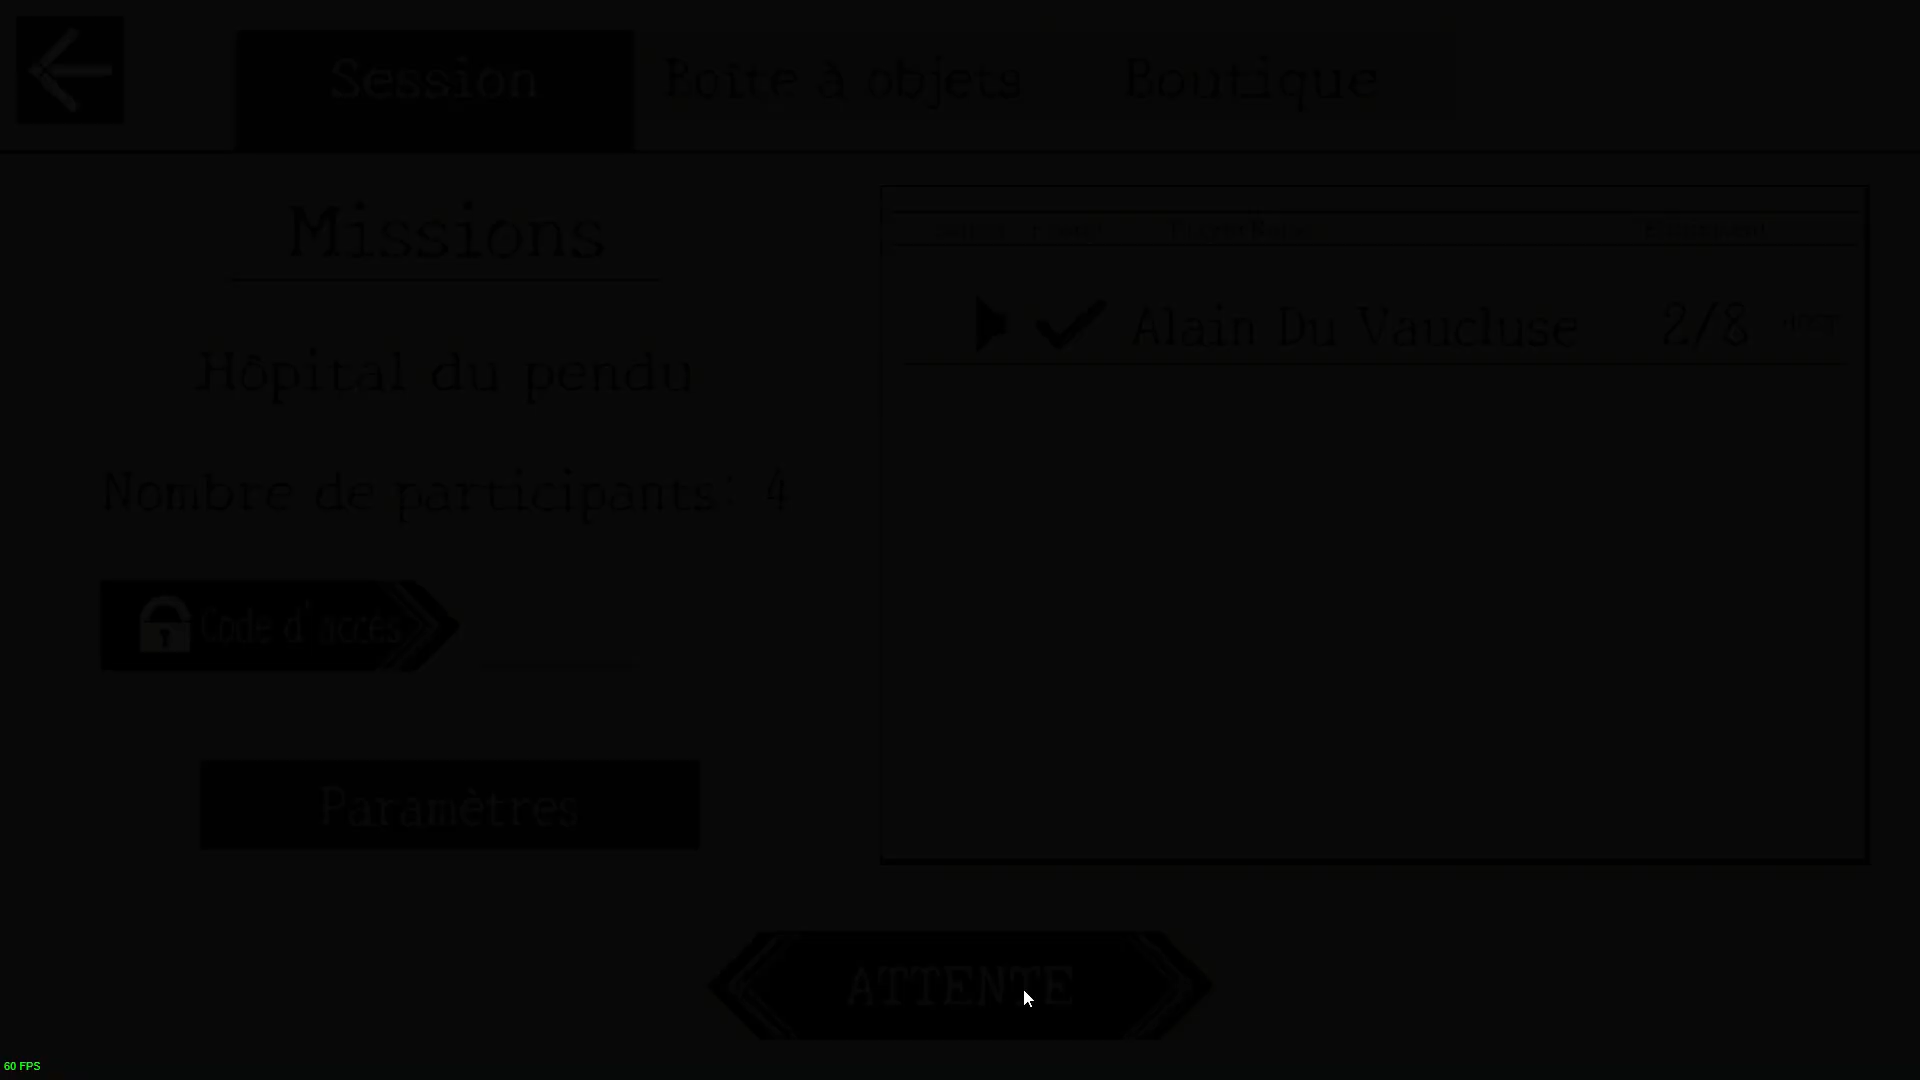 Session Boîte à objets Boutique
Missions
Alain Du Vaucluse 2/8
Hôpital du pendu
Nombre de participants: 4
Code d'accès
Paramètres
ATTENTE
60 FPS